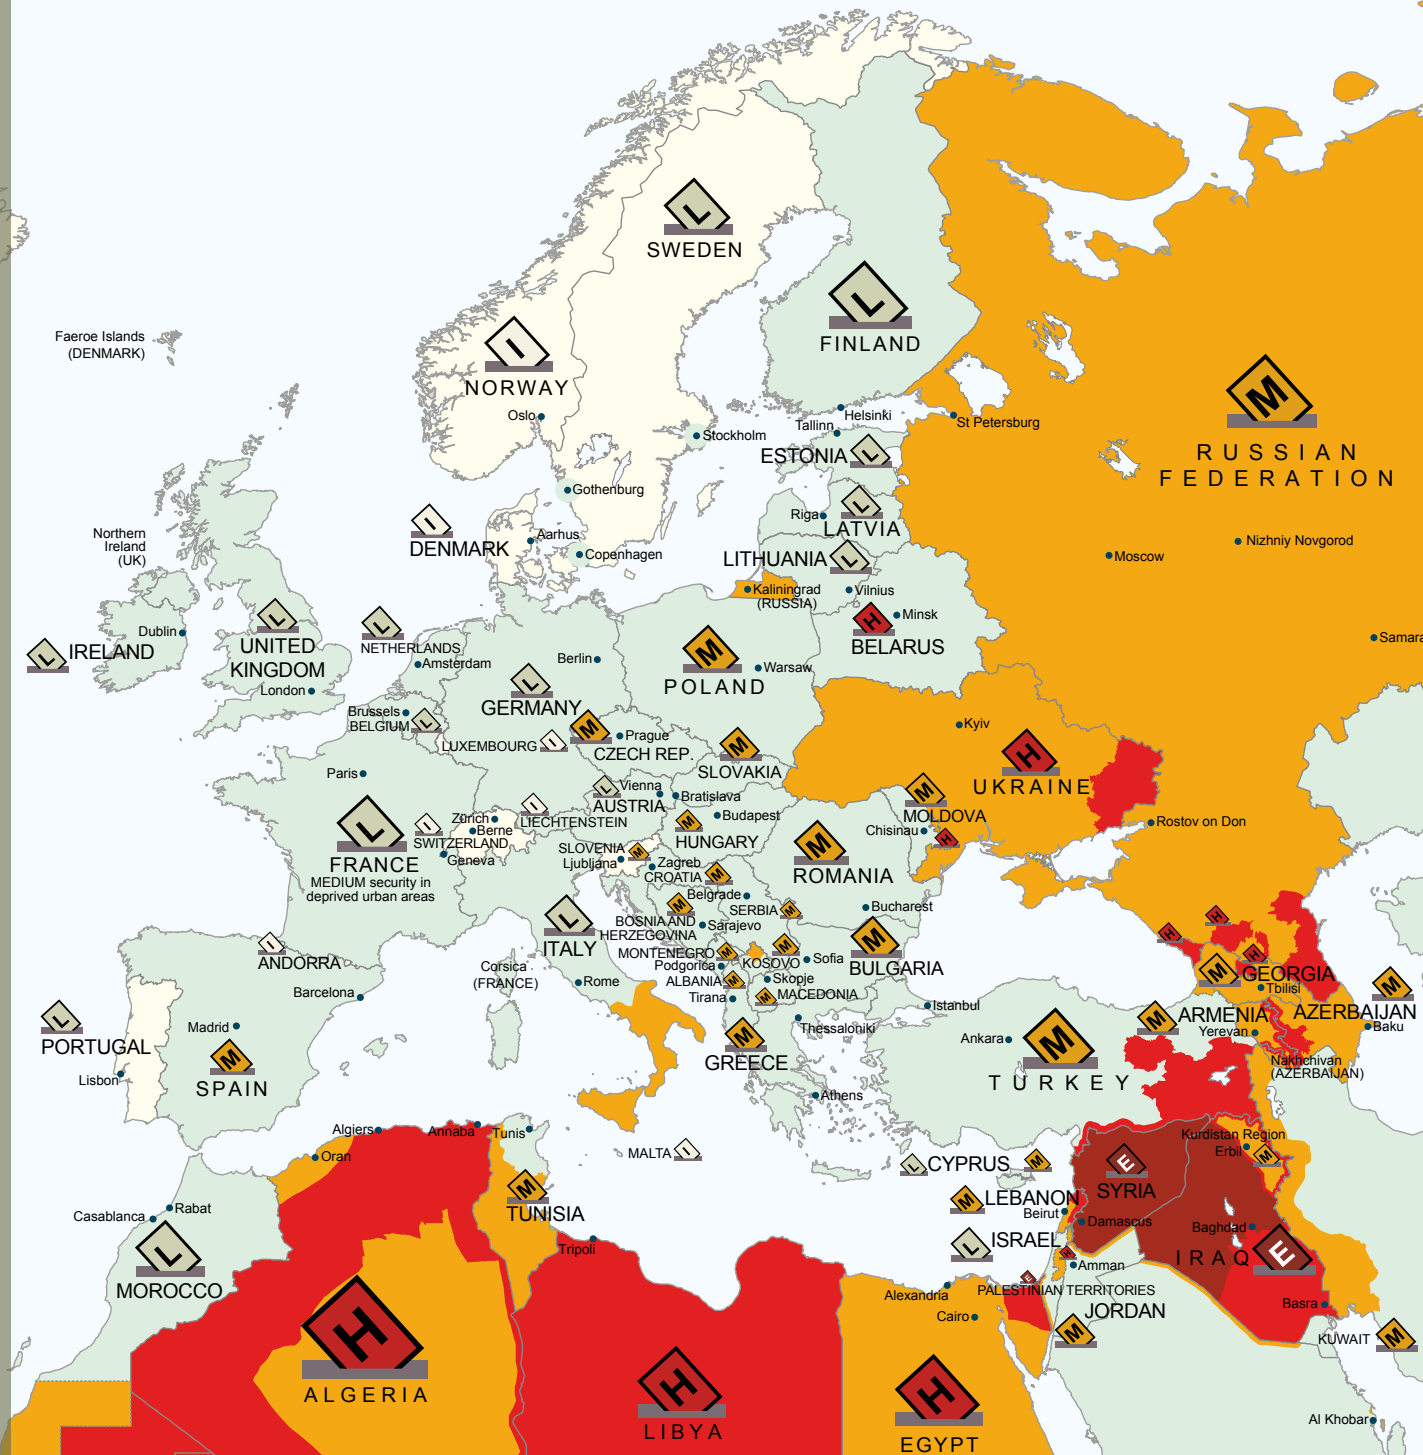 L
SWEDEN
L
FINLAND
I
NORWAY
Oslo
Stockholm
Gothenburg
Faeroe Islands
(DENMARK)
M
RUSSIAN
FEDERATION
Helsinki
Tallinn
St Petersburg
ESTONIA
L
Riga
L
LATVIA
LITHUANIA
L
Kaliningrad
(RUSSIA)
Vilnius
Minsk
H
BELARUS
Moscow
Nizhniy Novgorod
Samara
I
DENMARK
Aarhus
Copenhagen
Northern
Ireland
(UK)
Dublin
L
IRELAND
L
UNITED
KINGDOM
London
L
NETHERLANDS
Amsterdam
Berlin
L
GERMANY
M
POLAND
Warsaw
Brussels
BELGIUM
L
LUXEMBOURG
I
M
Prague
CZECH REP.
M
SLOVAKIA
Kyiv
H
UKRAINE
Paris
L
FRANCE
MEDIUM security in
deprived urban areas
L
Vienna
AUSTRIA
Bratislava
I
LIECHTENSTEIN
Zürich
Berne
I
SWITZERLAND
Geneva
Budapest
M
HUNGARY
M
MOLDOVA
Chisinau
H
Rostov on Don
SLOVENIA
M
Ljubljana
Zagreb
CROATIA
M
M
ROMANIA
Bucharest
Belgrade
SERBIA
M
M
BOSNIA AND
HERZEGOVINA
Sarajevo
L
ITALY
Rome
Corsica
(FRANCE)
MONTENEGRO
M
Podgorica
KOSOVO
M
Sofia
M
BULGARIA
ALBANIA
M
Tirana
Skopje
M
MACEDONIA
Thessaloniki
M
GREECE
Athens
Istanbul
I
ANDORRA
Barcelona
Madrid
M
SPAIN
L
PORTUGAL
Lisbon
H
H
H
M
GEORGIA
Tbilisi
M
ARMENIA
Yerevan
M
AZERBAIJAN
Baku
Nakhchivan
(AZERBAIJAN)
Ankara
M
TURKEY
Algiers
Oran
Annaba
Tunis
MALTA
I
M
TUNISIA
Tripoli
Rabat
Casablanca
L
MOROCCO
H
ALGERIA
H
LIBYA
L
CYPRUS
M
M
LEBANON
Beirut
E
SYRIA
Damascus
Kurdistan Region
Erbil
M
Baghdad
IRAQ
E
Basra
L
ISRAEL
H
Amman
E
PALESTINIAN TERRITORIES
JORDAN
M
Alexandria
Cairo
H
EGYPT
KUWAIT
M
Al Khobar